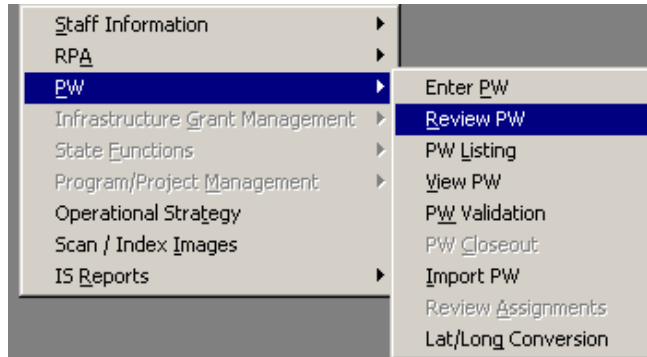 Staff Information
RPA
PW
Infrastructure Grant Management
State Functions
Program/Project Management
Operational Strategy
Scan / Index Images
IS Reports
Enter PW
Review PW
PW Listing
View PW
PW Validation
PW Closeout
Import PW
Review Assignments
Lat/Long Conversion